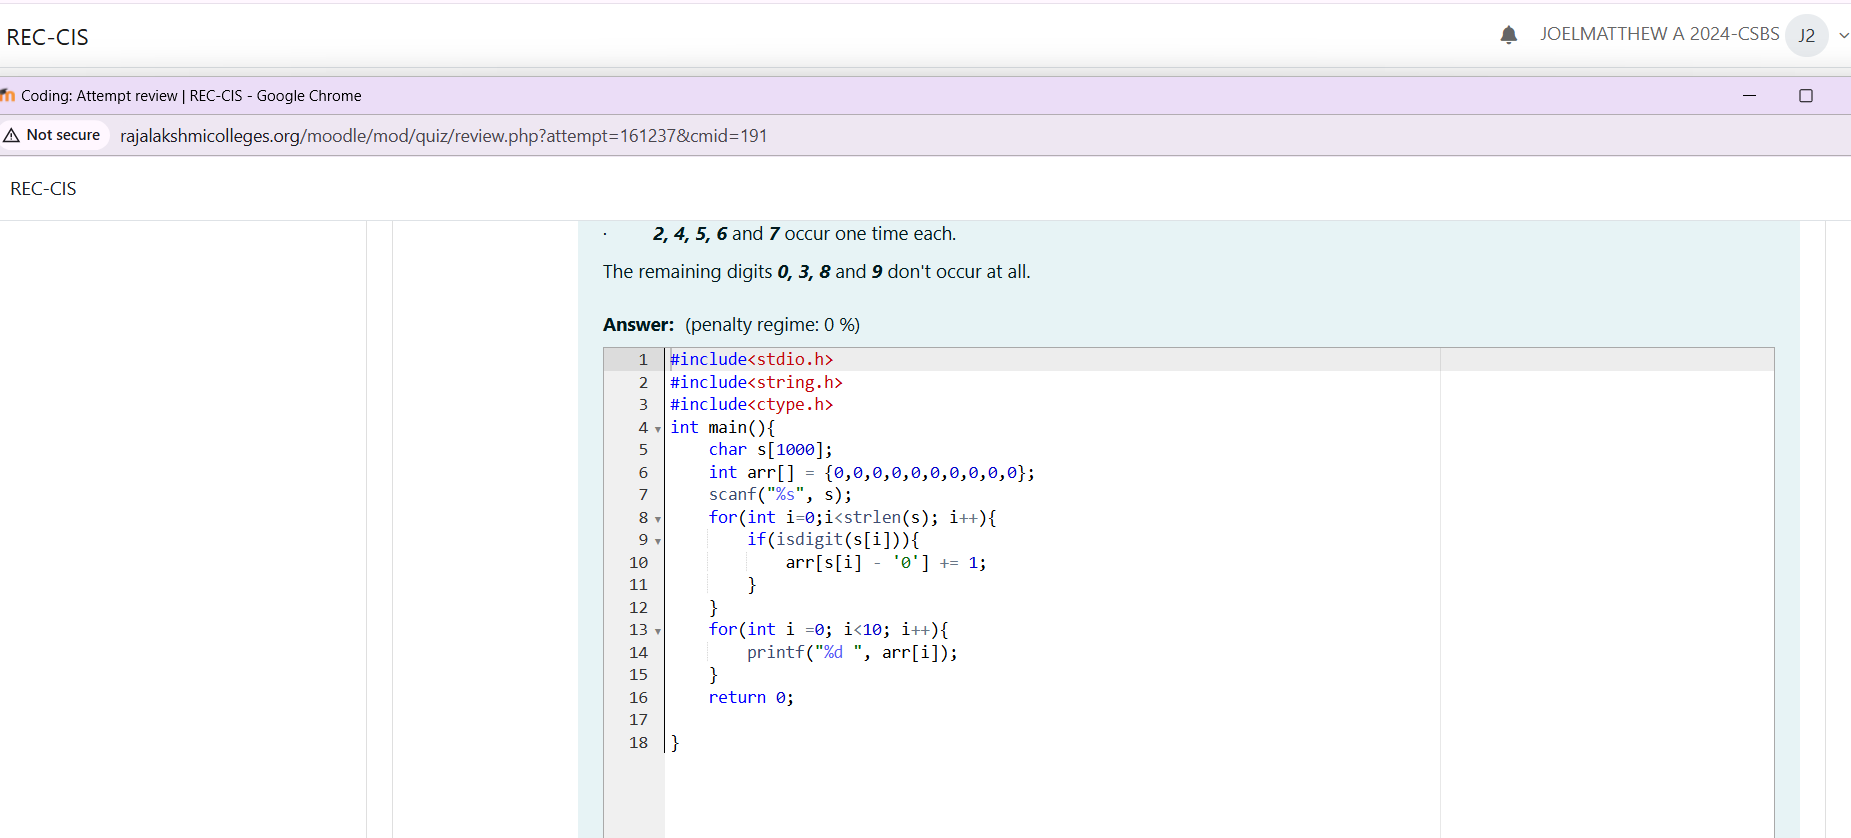 REC-CIS
JOELMATTHEW A 2024-CSBS J2
Coding: Attempt review | REC-CIS - Google Chrome
Not secure rajalakshmicolleges.org/moodle/mod/quiz/review.php?attempt=161237&cmid=191
REC-CIS
· 2, 4, 5, 6 and 7 occur one time each.
The remaining digits 0, 3, 8 and 9 don't occur at all.
Answer: (penalty regime: 0 %)
1 #include<stdio.h>
2 #include<string.h>
3 #include<ctype.h>
4 int main(){
5     char s[1000];
6     int arr[] = {0,0,0,0,0,0,0,0,0,0};
7     scanf("%s", s);
8     for(int i=0;i<strlen(s); i++){
9         if(isdigit(s[i])){
10             arr[s[i] - '0'] += 1;
11         }
12     }
13     for(int i =0; i<10; i++){
14         printf("%d ", arr[i]);
15     }
16     return 0;
17
18 }